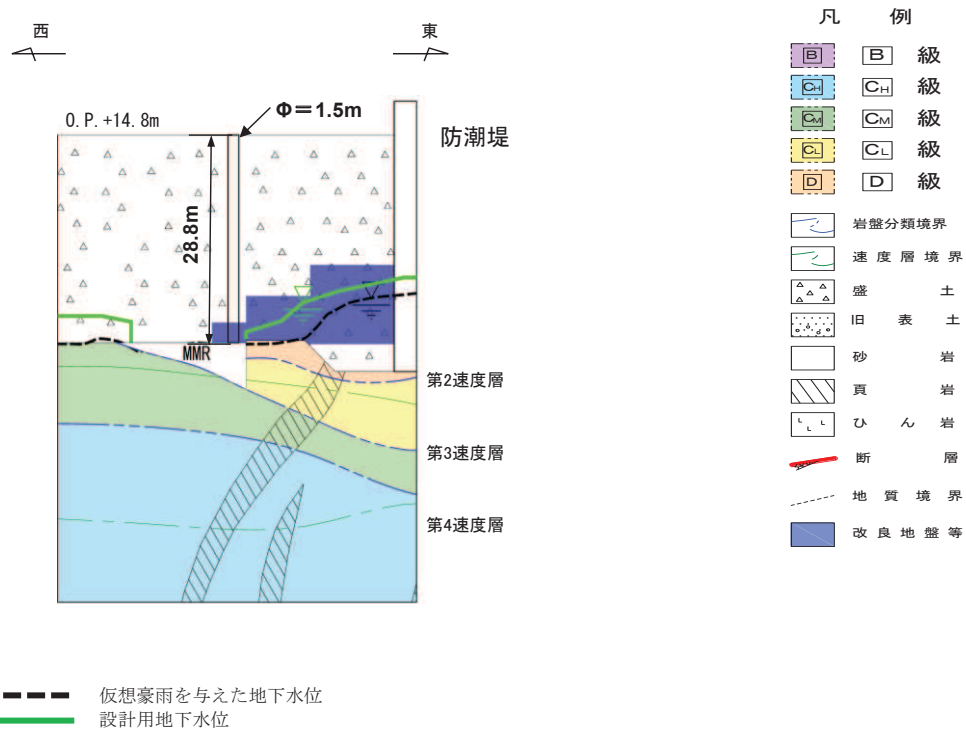 西
東
O.P.+14.8m
Φ＝1.5m
防潮堤
28.8m
MMR
第2速度層
第3速度層
第4速度層
凡 例
B B 級
CH CH 級
CM CM 級
CL CL 級
D D 級
岩盤分類境界
速度層境界
盛土
旧表土
砂岩
頁岩
ひん岩
断層
地質境界
改良地盤等
仮想豪雨を与えた地下水位
設計用地下水位